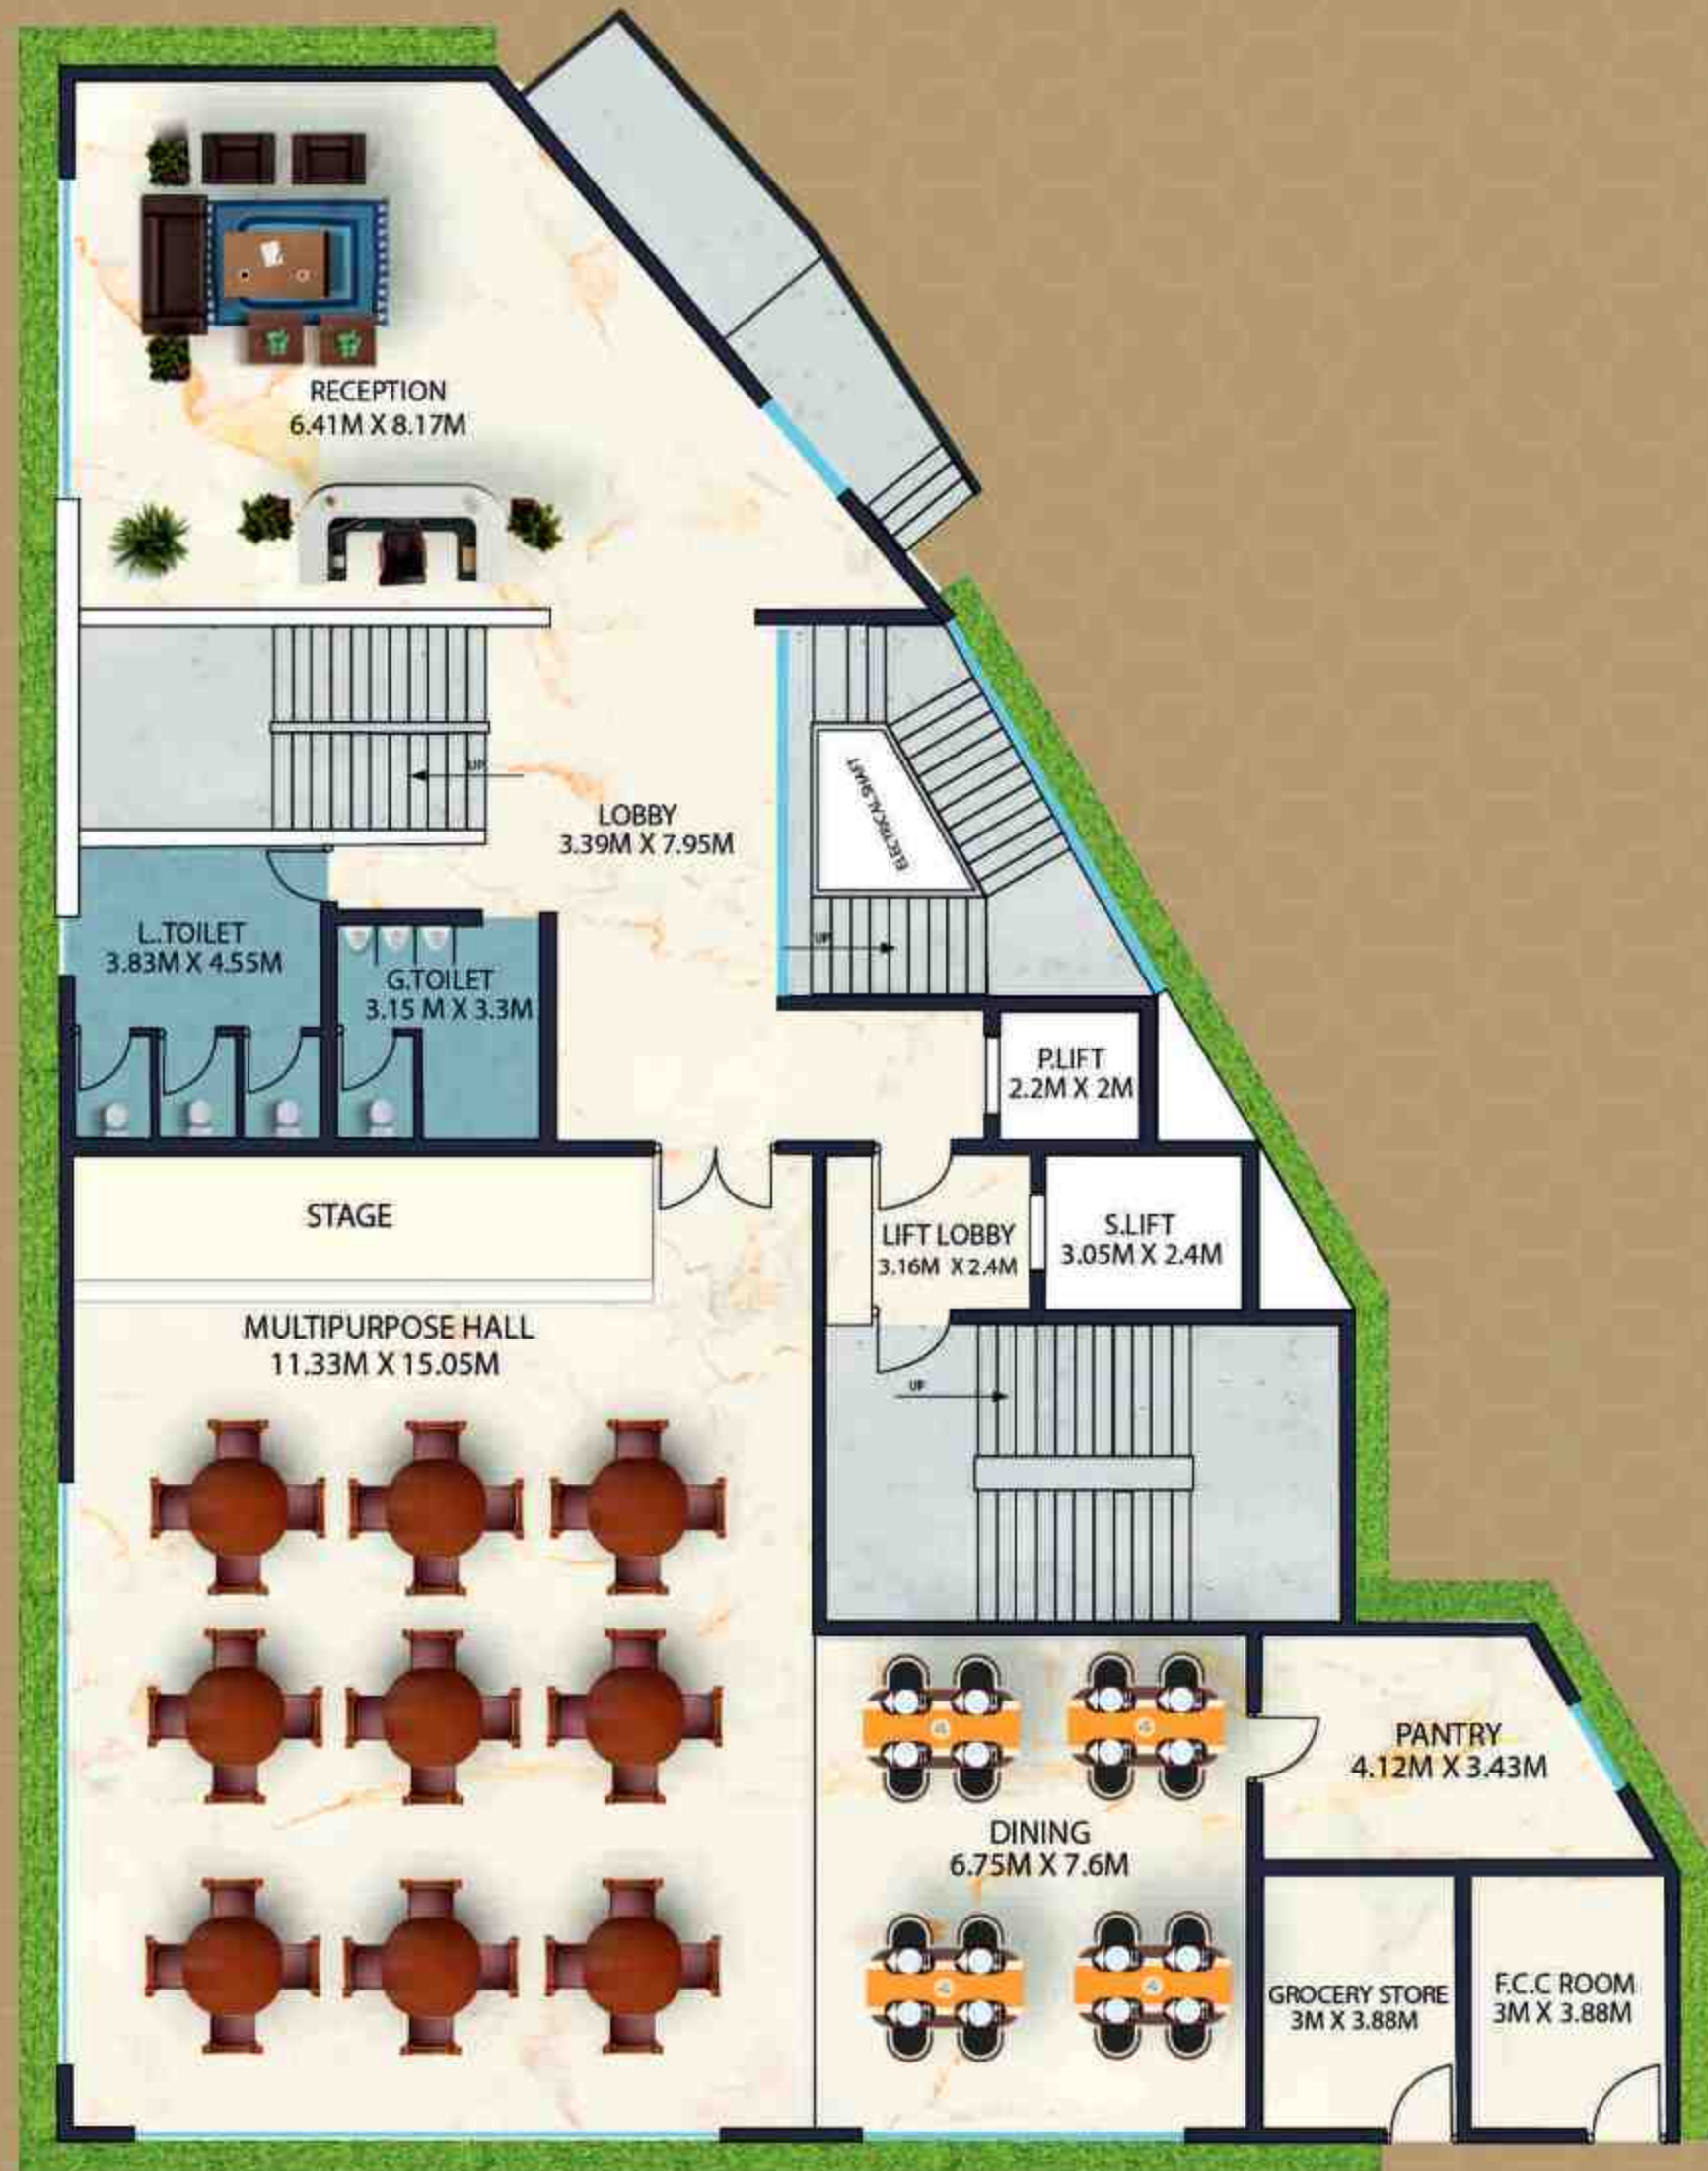 RECEPTION
6.41M X 8.17M
UP
LOBBY
3.39M X 7.95M
ELECTRICAL.SHAFT
UP
L..TOILET
3.83M X 4.55M
G.TOILET
3.15 M X 3.3M
P.LIFT
2.2M X 2M
STAGE
LIFT LOBBY
3.16M X 2.4M
S.LIFT
3.05M X 2.4M
MULTIPURPOSE HALL
11.33M X 15.05M
UP
PANTRY
4.12M X 3.43M
DINING
6.75M X 7.6M
GROCERY STORE
3M X 3.88M
F.C.C ROOM
3M X 3.88M